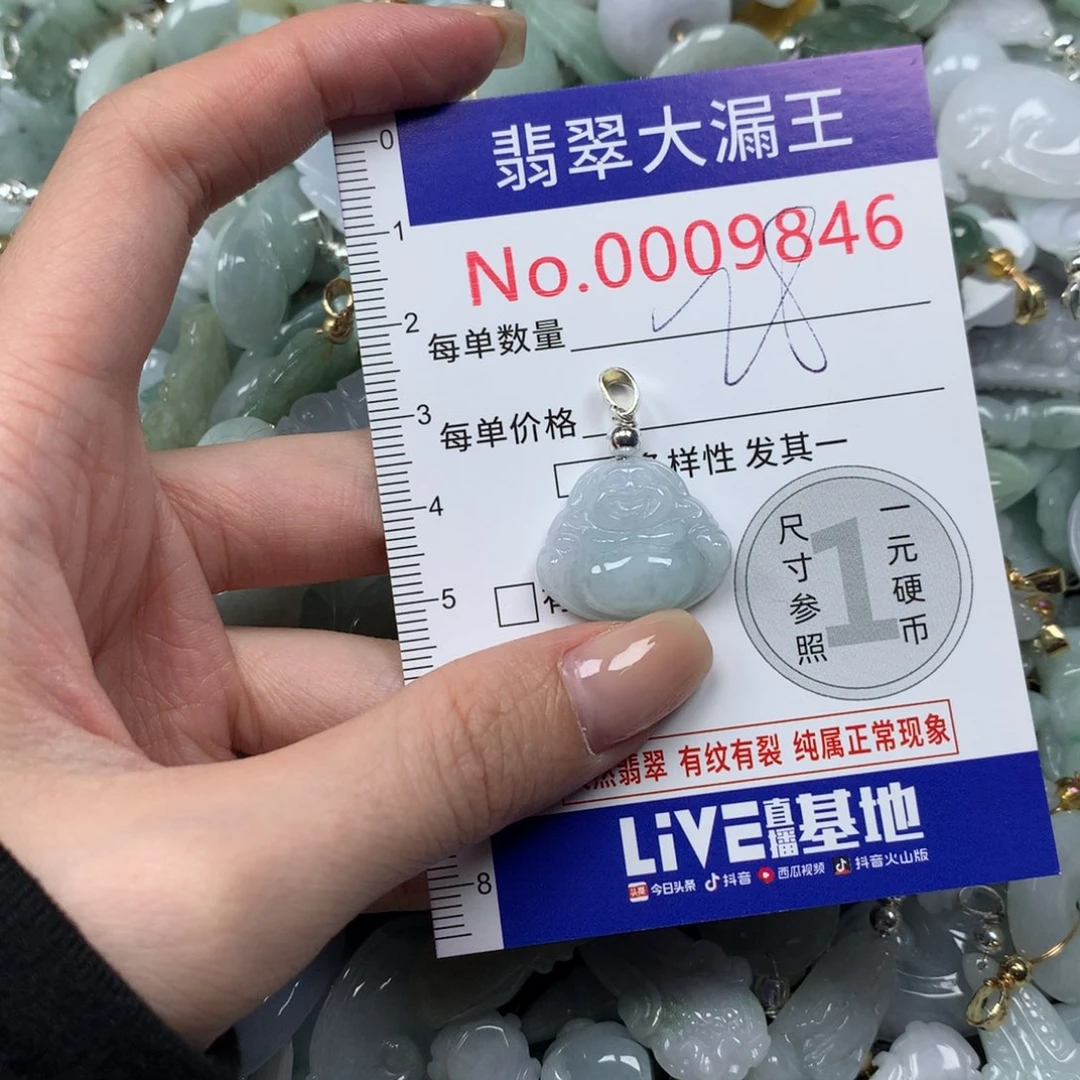 翡翠大漏王
No.0009846
28
每单数量
每单价格
样性 发其一
尺寸参照
1
一元硬币
翡翠 有纹有裂 纯属正常现象
LiVE直播基地
头条 今日头条 抖音 西瓜视频 抖音火山版
0
1
2
3
4
5
8